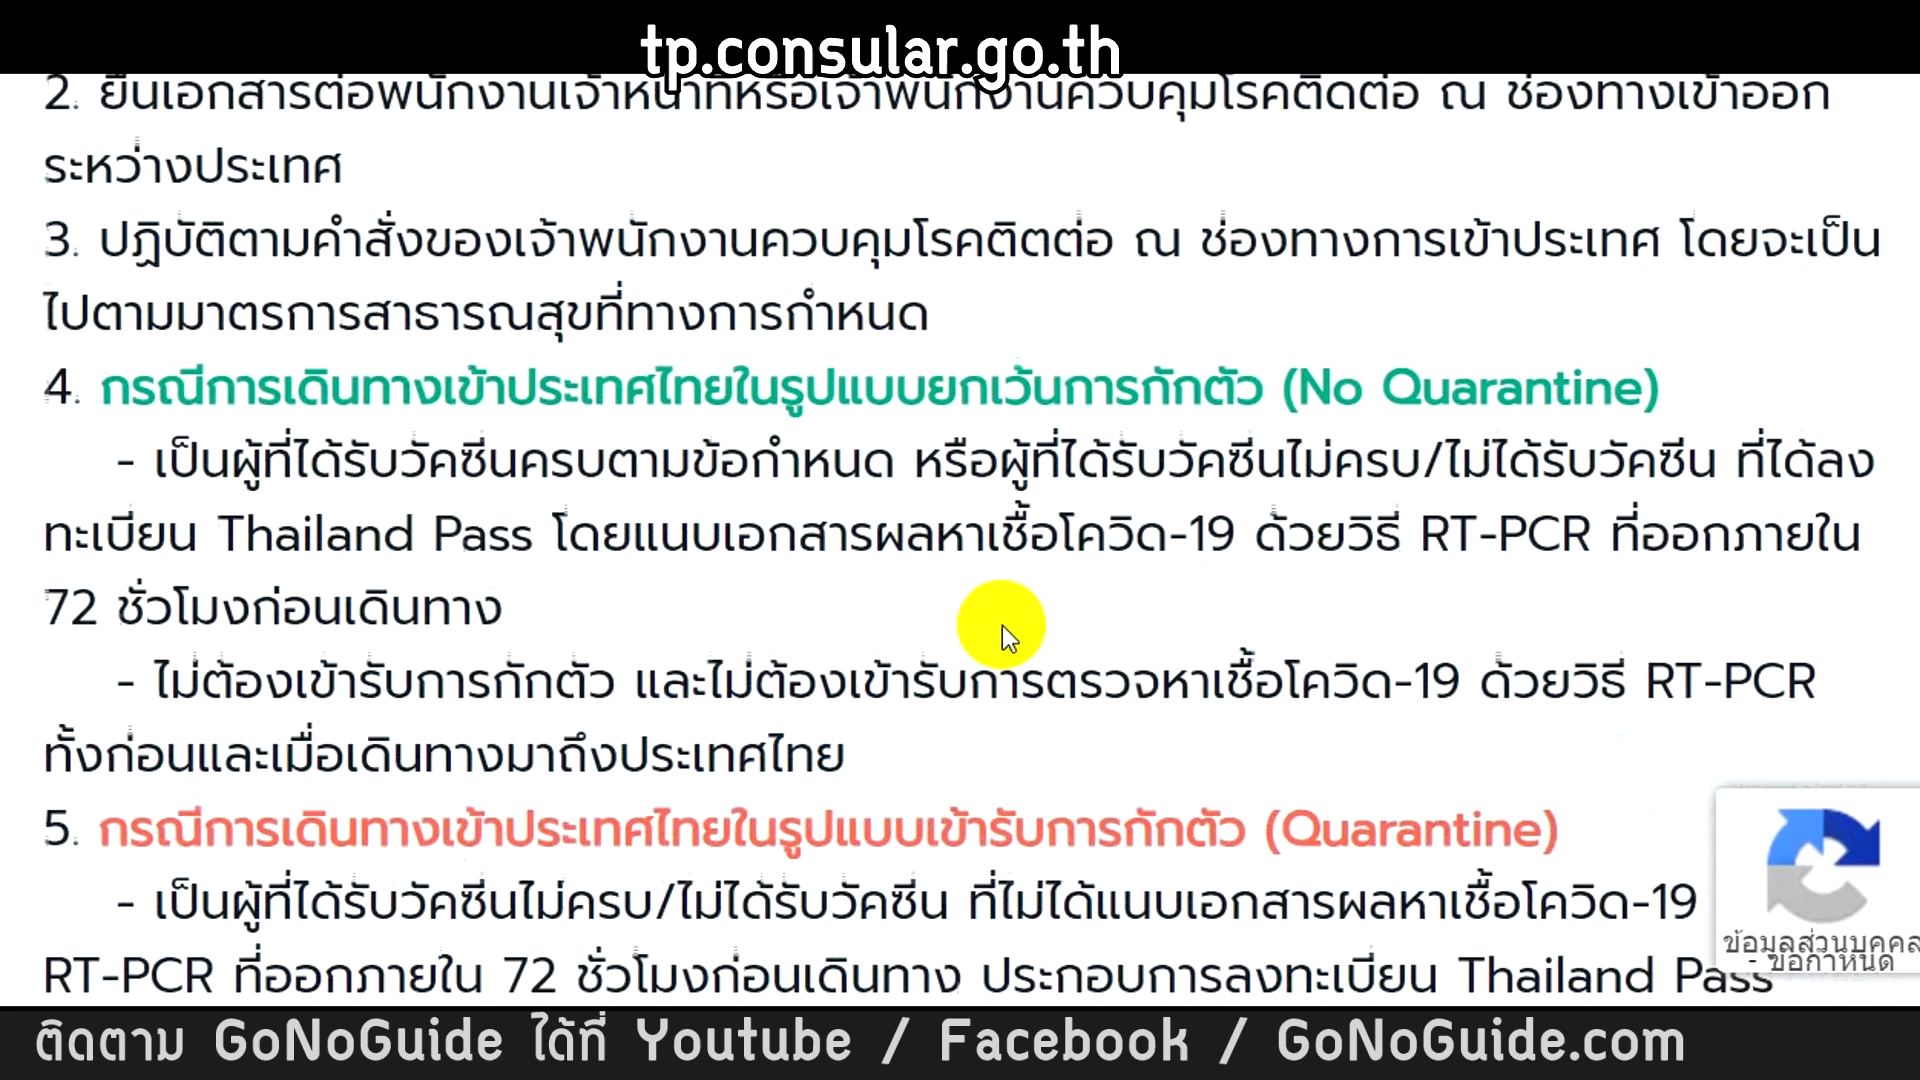 tp.consular.go.th
2. ยื่นเอกสารต่อพนักงานเจ้าหน้าที่หรือเจ้าพนักงานควบคุมโรคติดต่อ ณ ช่องทางเข้าออก
ระหว่างประเทศ
3. ปฏิบัติตามคำสั่งของเจ้าพนักงานควบคุมโรคติตต่อ ณ ช่องทางการเข้าประเทศ โดยจะเป็น
ไปตามมาตรการสาธารณสุขที่ทางการกำหนด
4. กรณีการเดินทางเข้าประเทศไทยในรูปแบบยกเว้นการกักตัว (No Quarantine)
- เป็นผู้ที่ได้รับวัคซีนครบตามข้อกำหนด หรือผู้ที่ได้รับวัคซีนไม่ครบ/ไม่ได้รับวัคซีน ที่ได้ลง
ทะเบียน Thailand Pass โดยแนบเอกสารผลหาเชื้อโควิด-19 ด้วยวิธี RT-PCR ที่ออกภายใน
72 ชั่วโมงก่อนเดินทาง
- ไม่ต้องเข้ารับการกักตัว และไม่ต้องเข้ารับการตรวจหาเชื้อโควิด-19 ด้วยวิธี RT-PCR
ทั้งก่อนและเมื่อเดินทางมาถึงประเทศไทย
5. กรณีการเดินทางเข้าประเทศไทยในรูปแบบเข้ารับการกักตัว (Quarantine)
- เป็นผู้ที่ได้รับวัคซีนไม่ครบ/ไม่ได้รับวัคซีน ที่ไม่ได้แนบเอกสารผลหาเชื้อโควิด-19
RT-PCR ที่ออกภายใน 72 ชั่วโมงก่อนเดินทาง ประกอบการลงทะเบียน Thailand Pass
ข้อมูลส่วนบุคคล
- ข้อกำหนด
ติดตาม GoNoGuide ได้ที่ Youtube / Facebook / GoNoGuide.com